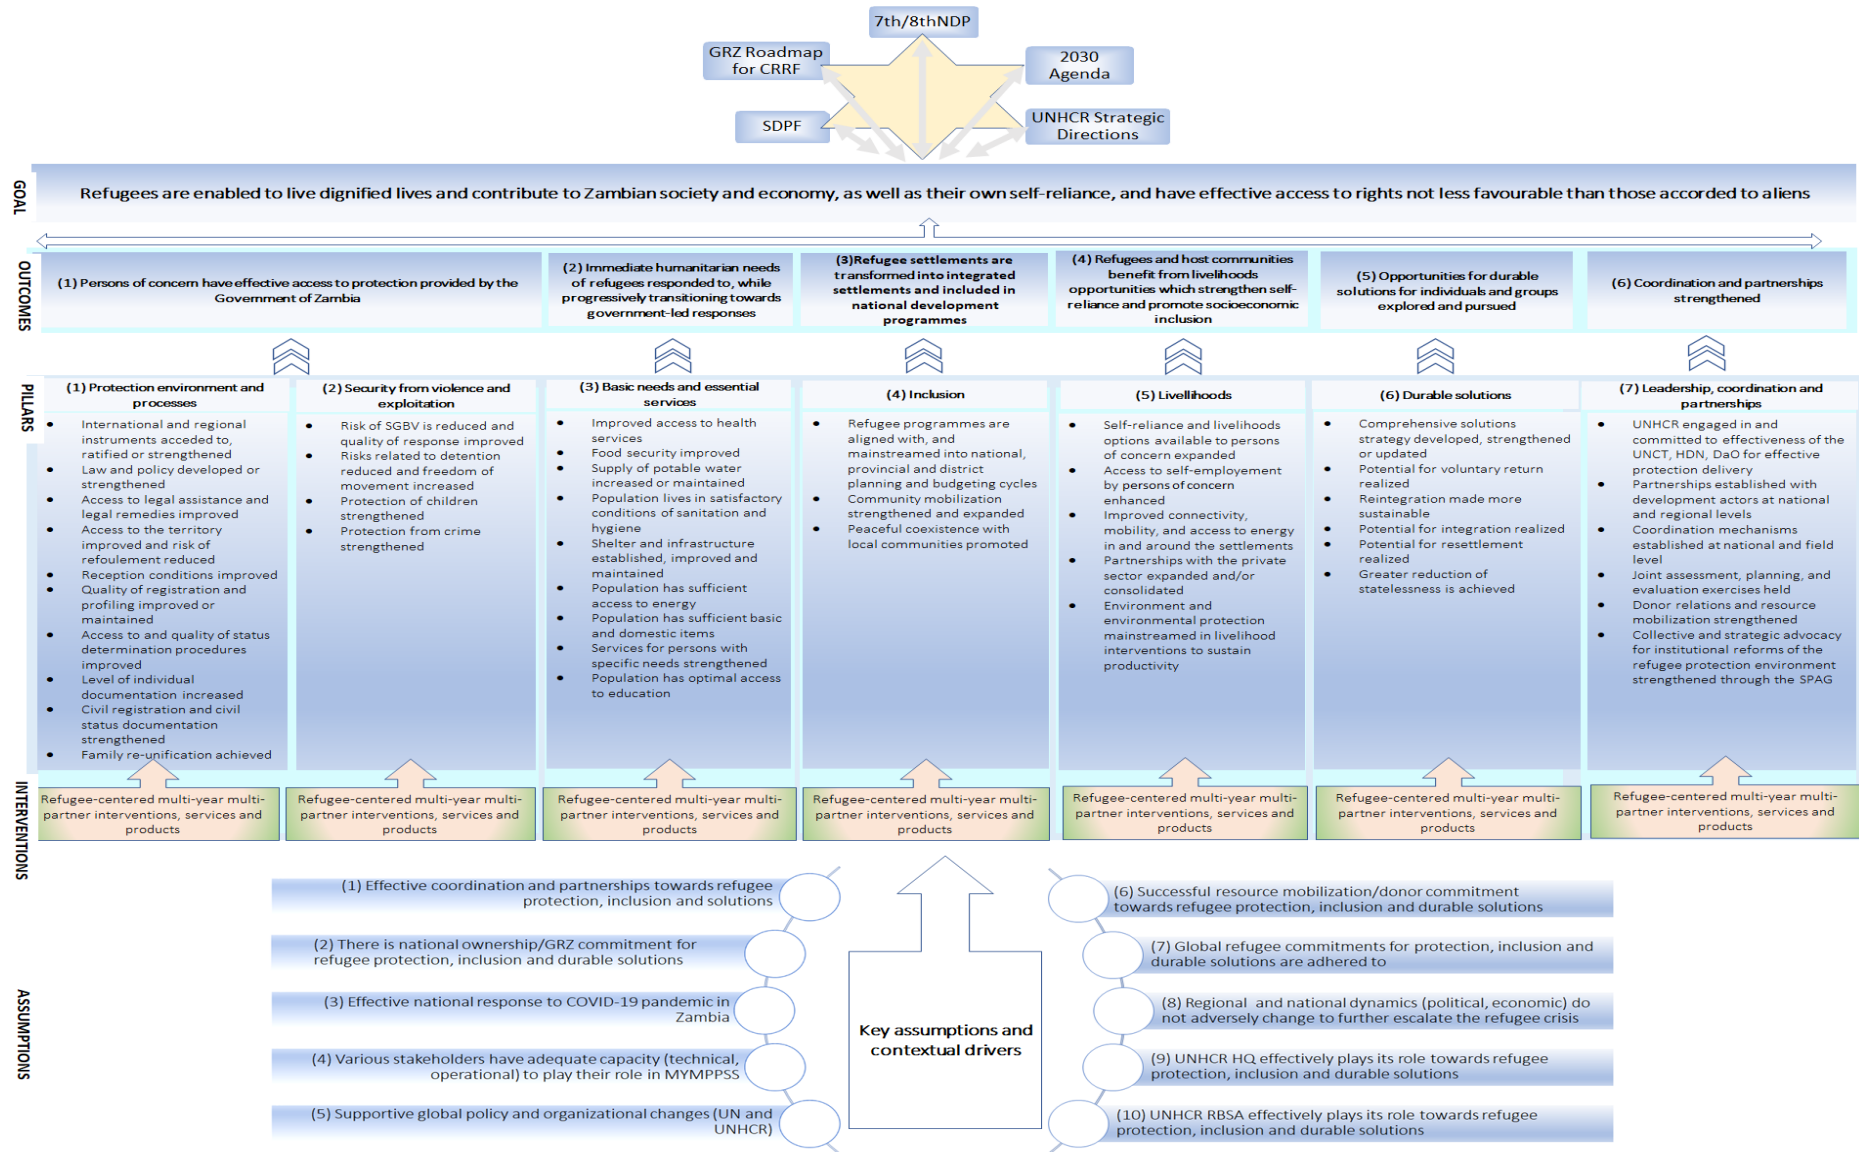 7th/8thNDP
GRZ Roadmap
for CRRF
2030
Agenda
SDPF
UNHCR Strategic
Directions
GOAL
Refugees are enabled to live dignified lives and contribute to Zambian society and economy, as well as their own self-reliance, and have effective access to rights not less favourable than those accorded to aliens
OUTCOMES
(1) Persons of concern have effective access to protection provided by the
Government of Zambia
(2) Immediate humanitarian needs
of refugees responded to, while
progressively transitioning towards
government-led responses
(3)Refugee settlements are
transformed into integrated
settlements and included in
national development
programmes
(4) Refugees and host communities
benefit from livelihoods
opportunities which strengthen self-
reliance and promote socioeconomic
inclusion
(5) Opportunities for durable
solutions for individuals and groups
explored and pursued
(6) Coordination and partnerships
strengthened
PILLARS
(1) Protection environment and
processes
• International and regional
instruments acceded to,
ratified or strengthened
• Law and policy developed or
strengthened
• Access to legal assistance and
legal remedies improved
• Access to the territory
improved and risk of
refoulement reduced
• Reception conditions improved
• Quality of registration and
profiling improved or
maintained
• Access to and quality of status
determination procedures
improved
• Level of individual
documentation increased
• Civil registration and civil
status documentation
strengthened
• Family re-unification achieved
(2) Security from violence and
exploitation
• Risk of SGBV is reduced and
quality of response improved
• Risks related to detention
reduced and freedom of
movement increased
• Protection of children
strengthened
• Protection from crime
strengthened
(3) Basic needs and essential
services
• Improved access to health
services
• Food security improved
• Supply of potable water
increased or maintained
• Population lives in satisfactory
conditions of sanitation and
hygiene
• Shelter and infrastructure
established, improved and
maintained
• Population has sufficient
access to energy
• Population has sufficient basic
and domestic items
• Services for persons with
specific needs strengthened
• Population has optimal access
to education
(4) Inclusion
• Refugee programmes are
aligned with, and
mainstreamed into national,
provincial and district
planning and budgeting cycles
• Community mobilization
strengthened and expanded
• Peaceful coexistence with
local communities promoted
(5) Livellihoods
• Self-reliance and livelihoods
options available to persons
of concern expanded
• Access to self-employement
by persons of concern
enhanced
• Improved connectivity,
mobility, and access to energy
in and around the settlements
• Partnerships with the private
sector expanded and/or
consolidated
• Environment and
environmental protection
mainstreamed in livelihood
interventions to sustain
productivity
(6) Durable solutions
• Comprehensive solutions
strategy developed, strengthened
or updated
• Potential for voluntary return
realized
• Reintegration made more
sustainable
• Potential for integration realized
• Potential for resettlement
realized
• Greater reduction of
statelessness is achieved
(7) Leadership, coordination and
partnerships
• UNHCR engaged in and
committed to effectiveness of the
UNCT, HDN, DaO for effective
protection delivery
• Partnerships established with
development actors at national
and regional levels
• Coordination mechanisms
established at national and field
level
• Joint assessment, planning, and
evaluation exercises held
• Donor relations and resource
mobilization strengthened
• Collective and strategic advocacy
for institutional reforms of the
refugee protection environment
strengthened through the SPAG
INTERVENTIONS
Refugee-centered multi-year multi-
partner interventions, services and
products
Refugee-centered multi-year multi-
partner interventions, services and
products
Refugee-centered multi-year multi-
partner interventions, services and
products
Refugee-centered multi-year multi-
partner interventions, services and
products
Refugee-centered multi-year multi-
partner interventions, services and
products
Refugee-centered multi-year multi-
partner interventions, services and
products
Refugee-centered multi-year multi-
partner interventions, services and
products
ASSUMPTIONS
(1) Effective coordination and partnerships towards refugee
protection, inclusion and solutions
(2) There is national ownership/GRZ commitment for
refugee protection, inclusion and durable solutions
(3) Effective national response to COVID-19 pandemic in
Zambia
(4) Various stakeholders have adequate capacity (technical,
operational) to play their role in MYMPPSS
(5) Supportive global policy and organizational changes (UN and
UNHCR)
Key assumptions and
contextual drivers
(6) Successful resource mobilization/donor commitment
towards refugee protection, inclusion and durable solutions
(7) Global refugee commitments for protection, inclusion and
durable solutions are adhered to
(8) Regional and national dynamics (political, economic) do
not adversely change to further escalate the refugee crisis
(9) UNHCR HQ effectively plays its role towards refugee
protection, inclusion and durable solutions
(10) UNHCR RBSA effectively plays its role towards refugee
protection, inclusion and durable solutions